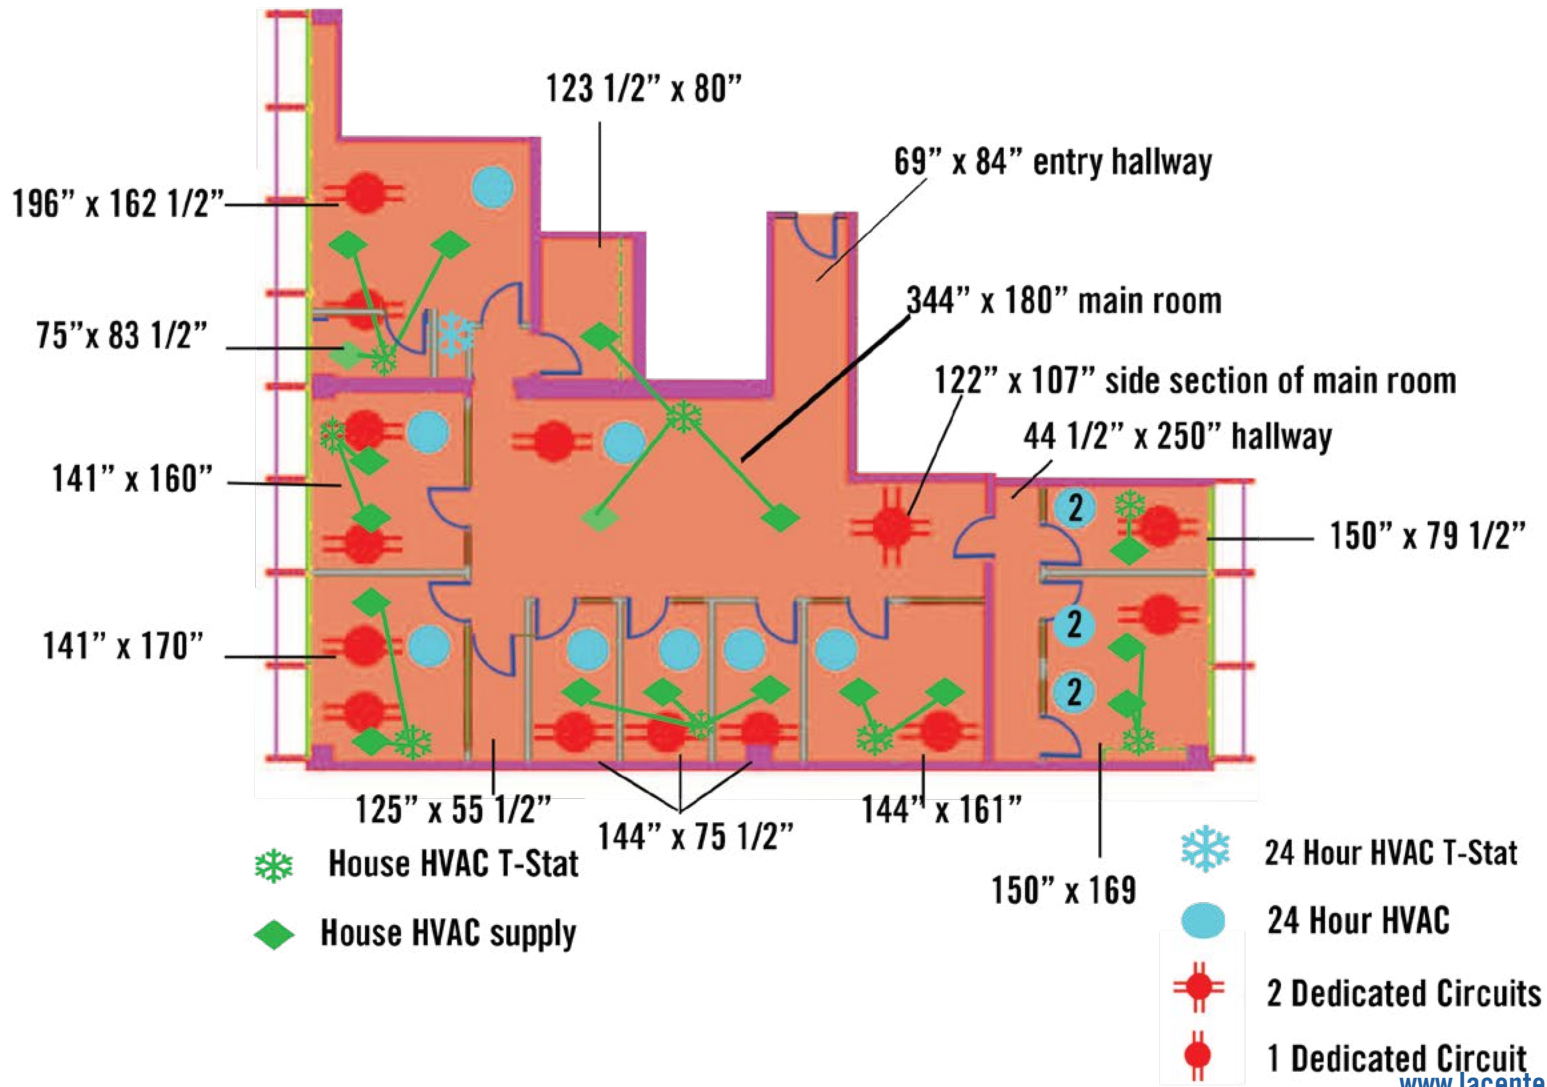 123 1/2” x 80”
69” x 84” entry hallway
196” x 162 1/2”
344” x 180” main room
75”x 83 1/2”
122” x 107” side section of main room
44 1/2” x 250” hallway
141” x 160”
2
150” x 79 1/2”
2
141” x 170”
2
125” x 55 1/2”
144” x 75 1/2”
144” x 161”
150” x 169
House HVAC T-Stat
House HVAC supply
24 Hour HVAC T-Stat
24 Hour HVAC
2 Dedicated Circuits
1 Dedicated Circuit
www.lacente